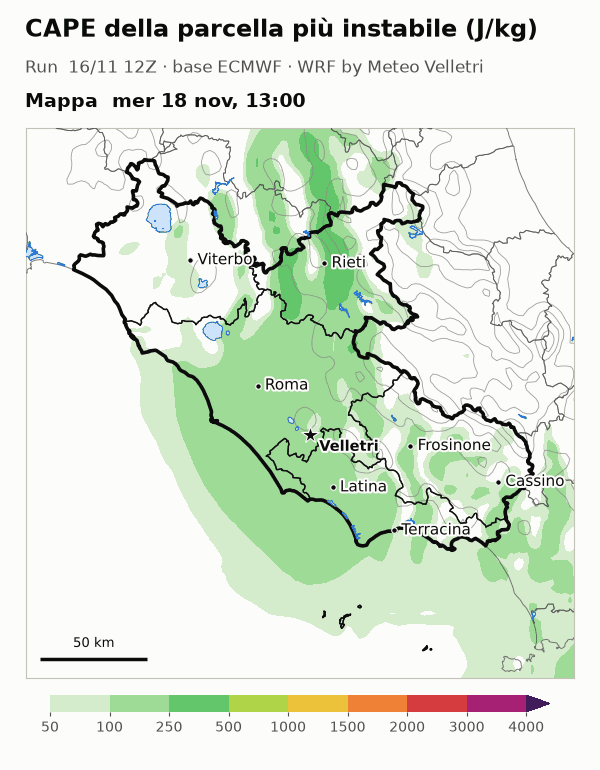 CAPE della parcella più instabile (J/kg)
Run  16/11 12Z · base ECMWF · WRF by Meteo Velletri
Mappa  mer 18 nov, 13:00
Viterbo
Rieti
Roma
Velletri
Frosinone
Latina
Cassino
Terracina
50 km
50 100 250 500 1000 1500 2000 3000 4000